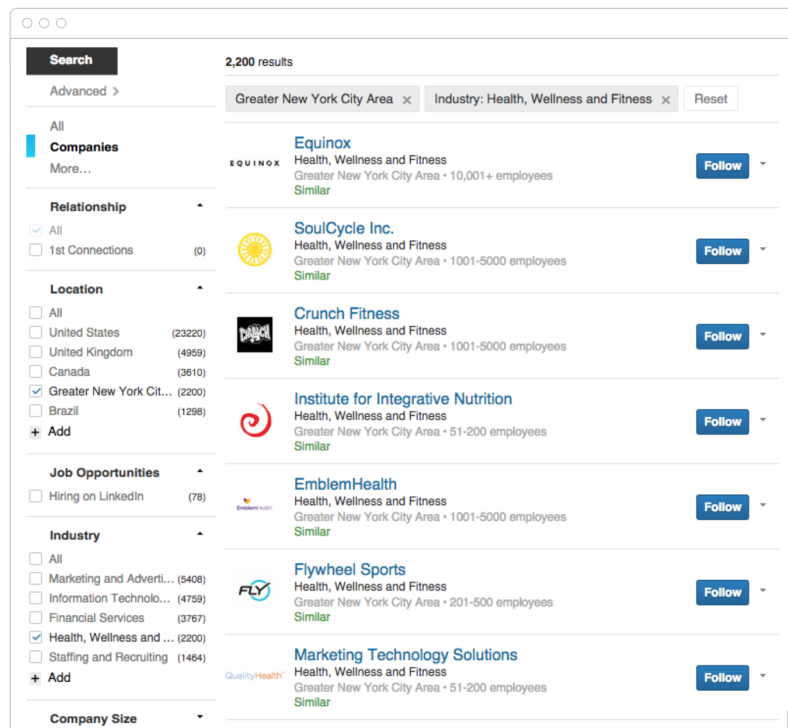 Search
Advanced >
All
Companies
More...
Relationship
All
1st Connections (0)
Location
All
United States (23220)
United Kingdom (4959)
Canada (3610)
Greater New York Cit... (2200)
Brazil (1298)
+ Add
Job Opportunities
Hiring on LinkedIn (78)
Industry
All
Marketing and Adverti... (5408)
Information Technolo... (4759)
Financial Services (3767)
Health, Wellness and ... (2200)
Staffing and Recruiting (1464)
+ Add
Company Size
2,200 results
Greater New York City Area × Industry: Health, Wellness and Fitness × Reset
EQUINOX
Equinox
Health, Wellness and Fitness
Greater New York City Area • 10,001+ employees
Similar
Follow
SoulCycle Inc.
Health, Wellness and Fitness
Greater New York City Area • 1001-5000 employees
Similar
Follow
CRUNCH
Crunch Fitness
Health, Wellness and Fitness
Greater New York City Area • 1001-5000 employees
Similar
Follow
Institute for Integrative Nutrition
Health, Wellness and Fitness
Greater New York City Area • 51-200 employees
Similar
Follow
EmblemHealth
EmblemHealth
Health, Wellness and Fitness
Greater New York City Area • 1001-5000 employees
Similar
Follow
FLY
Flywheel Sports
Health, Wellness and Fitness
Greater New York City Area • 201-500 employees
Similar
Follow
QualityHealth
Marketing Technology Solutions
Health, Wellness and Fitness
Greater New York City Area • 51-200 employees
Similar
Follow